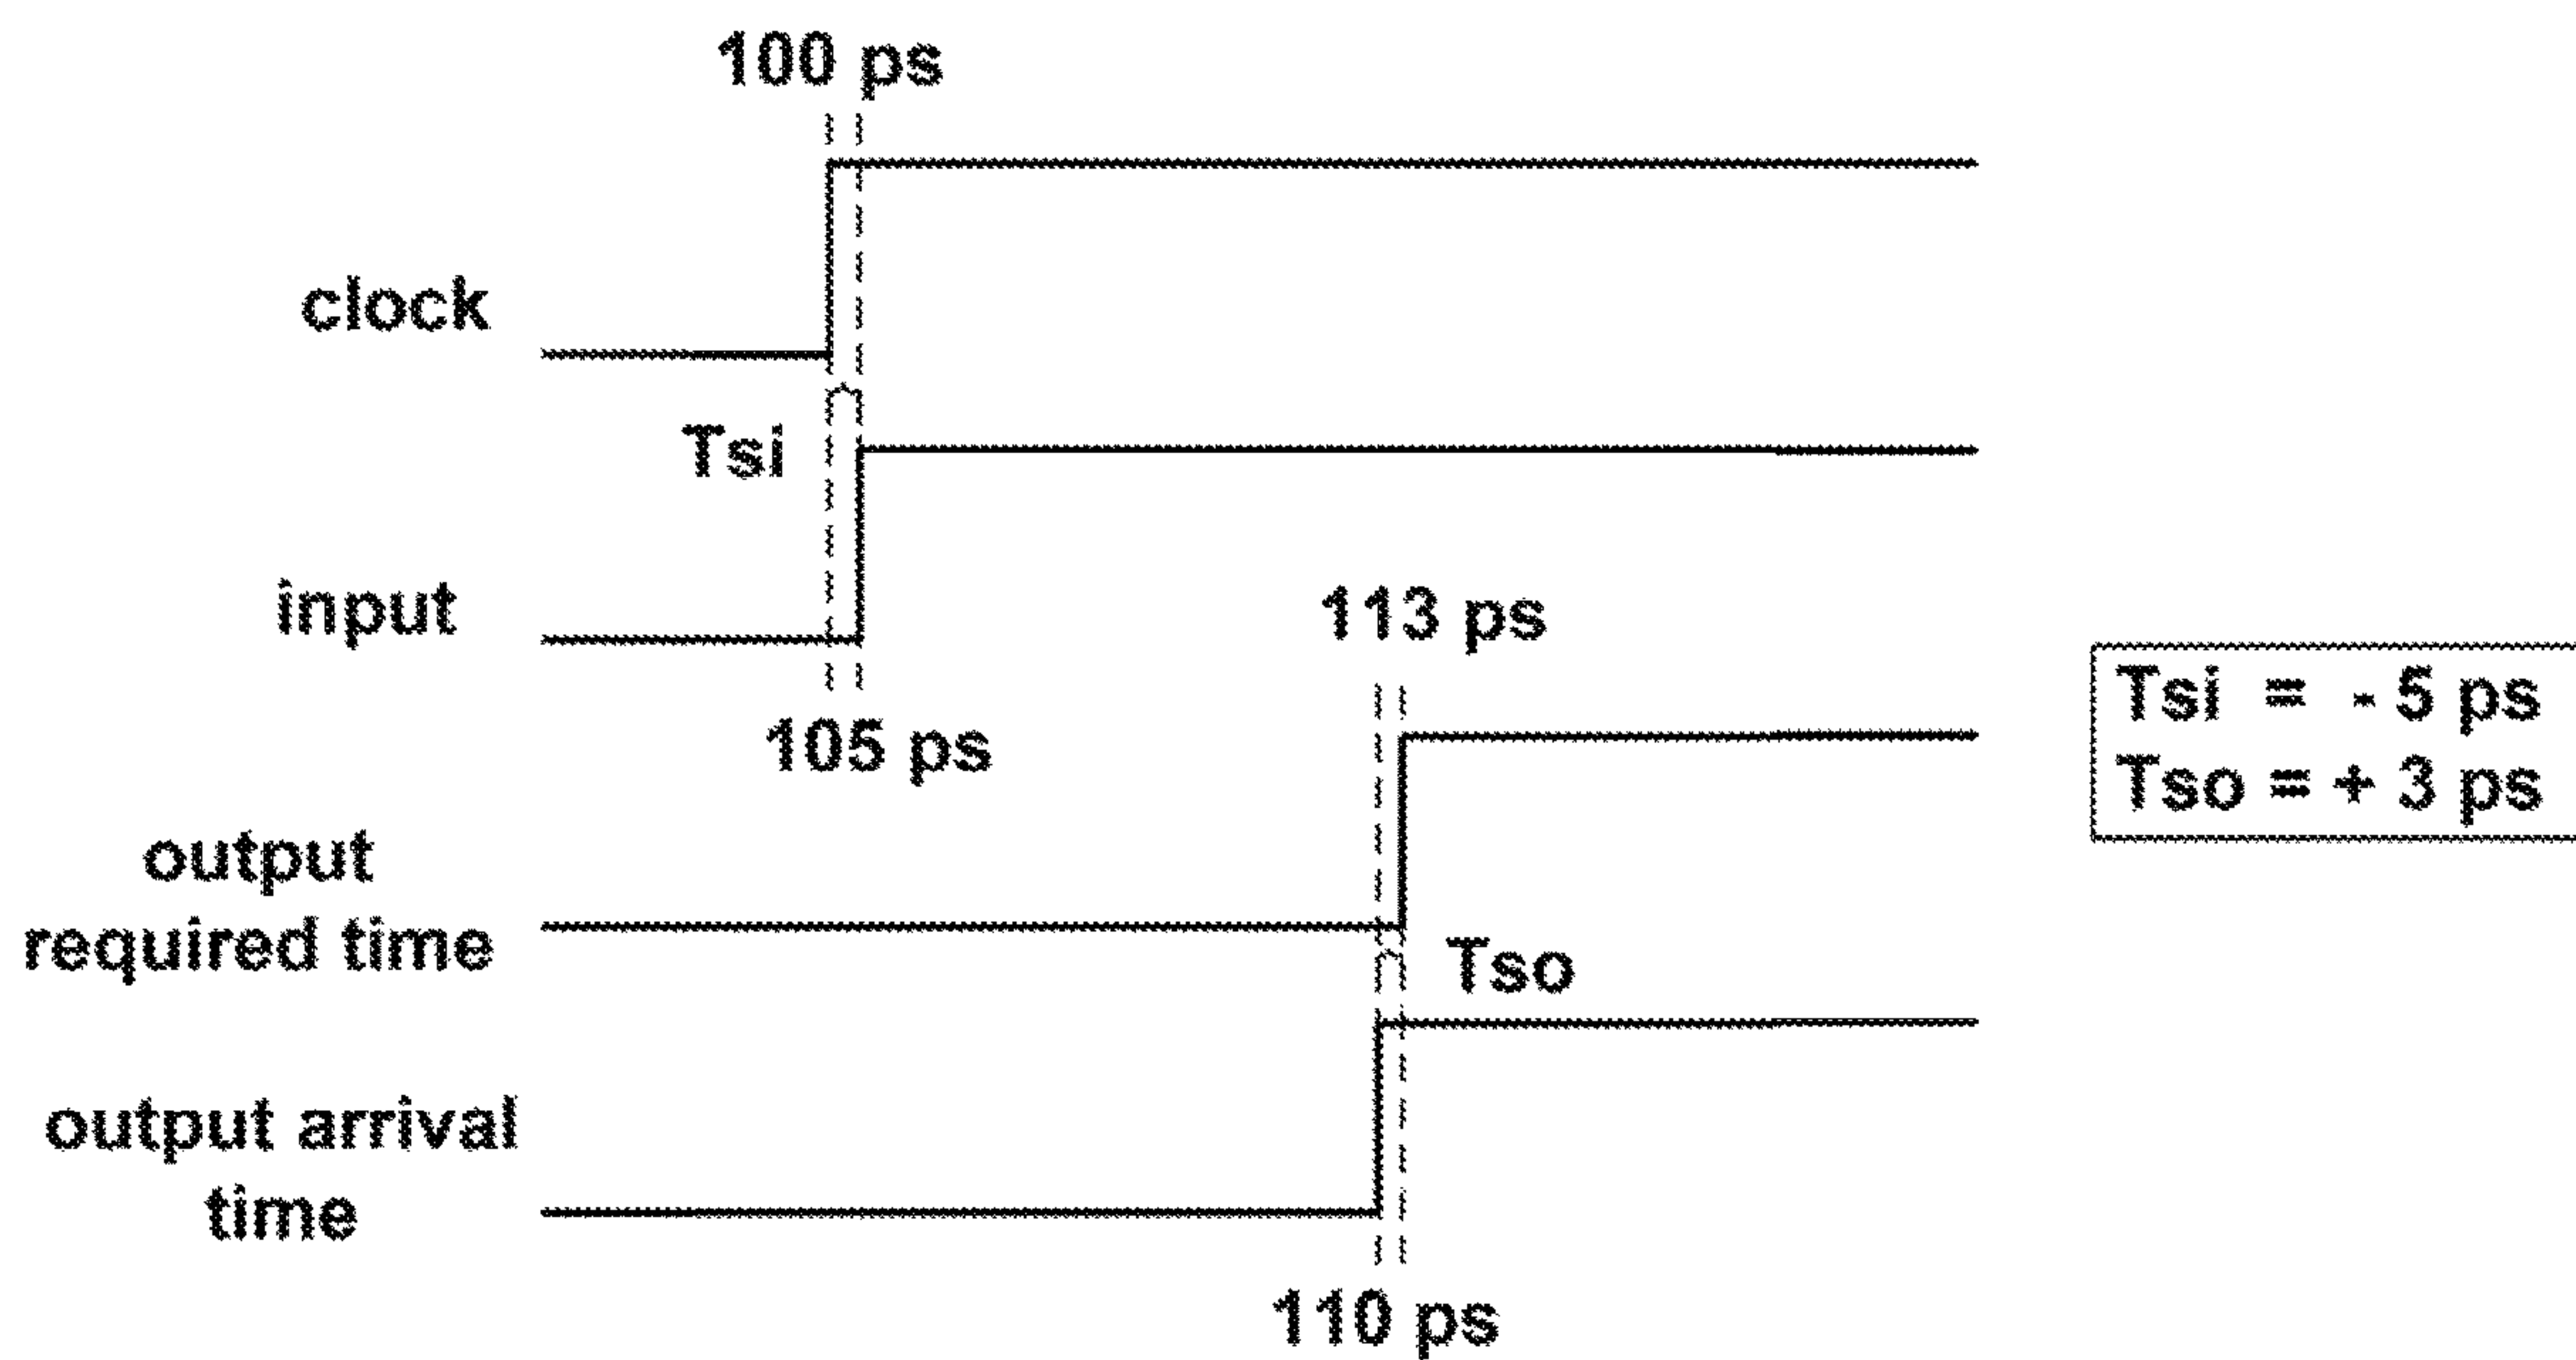 100 ps
clock
Tsi
input
105 ps
113 ps
Tsi = - 5 ps
Tso = + 3 ps
output
required time
Tso
output arrival
time
110 ps